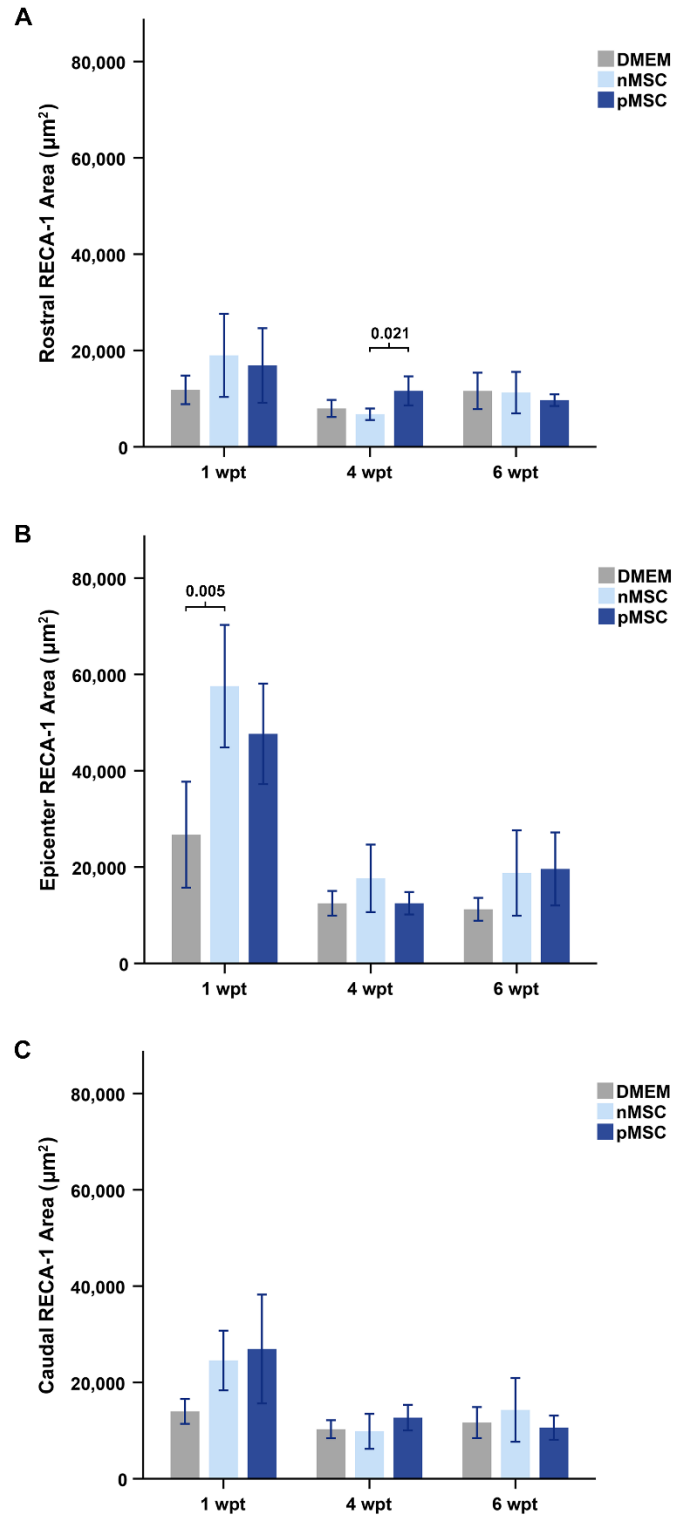 A
Rostral RECA-1 Area (µm²)
80,000
60,000
40,000
20,000
0
DMEM
nMSC
pMSC
0.021
1 wpt
4 wpt
6 wpt
B
Epicenter RECA-1 Area (µm²)
80,000
60,000
40,000
20,000
0
DMEM
nMSC
pMSC
0.005
1 wpt
4 wpt
6 wpt
C
Caudal RECA-1 Area (µm²)
80,000
60,000
40,000
20,000
0
DMEM
nMSC
pMSC
1 wpt
4 wpt
6 wpt